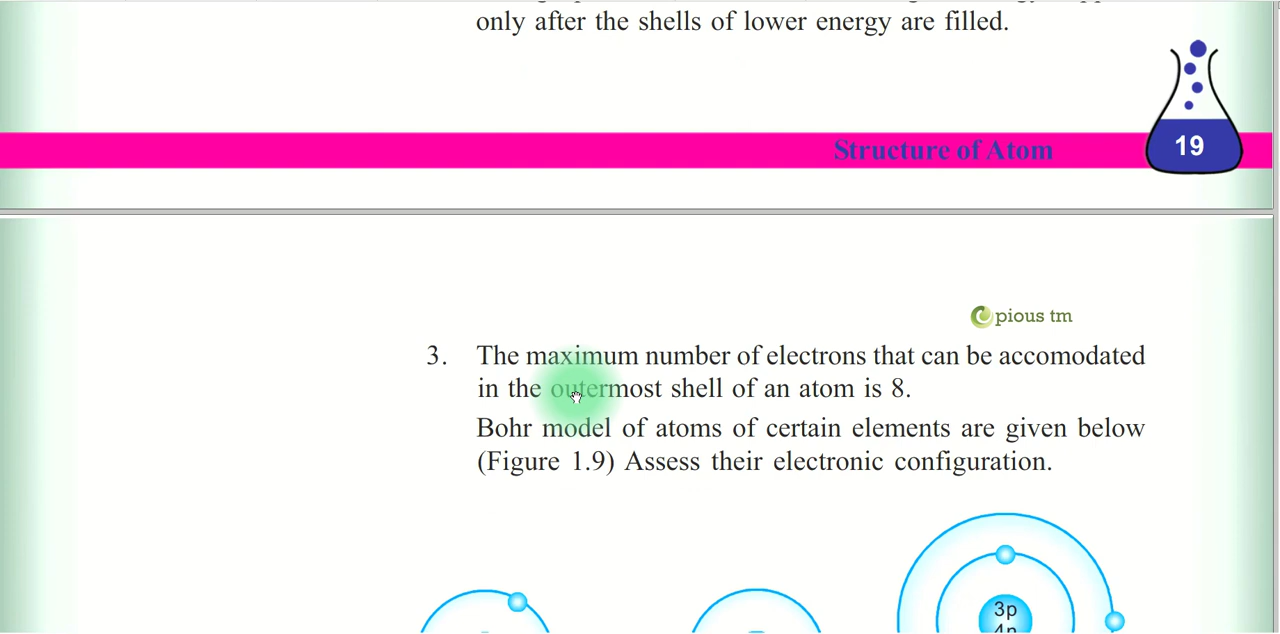 only after the shells of lower energy are filled.
Structure of Atom
19
pious tm
3. The maximum number of electrons that can be accomodated
in the outermost shell of an atom is 8.
Bohr model of atoms of certain elements are given below
(Figure 1.9) Assess their electronic configuration.
3p
4n